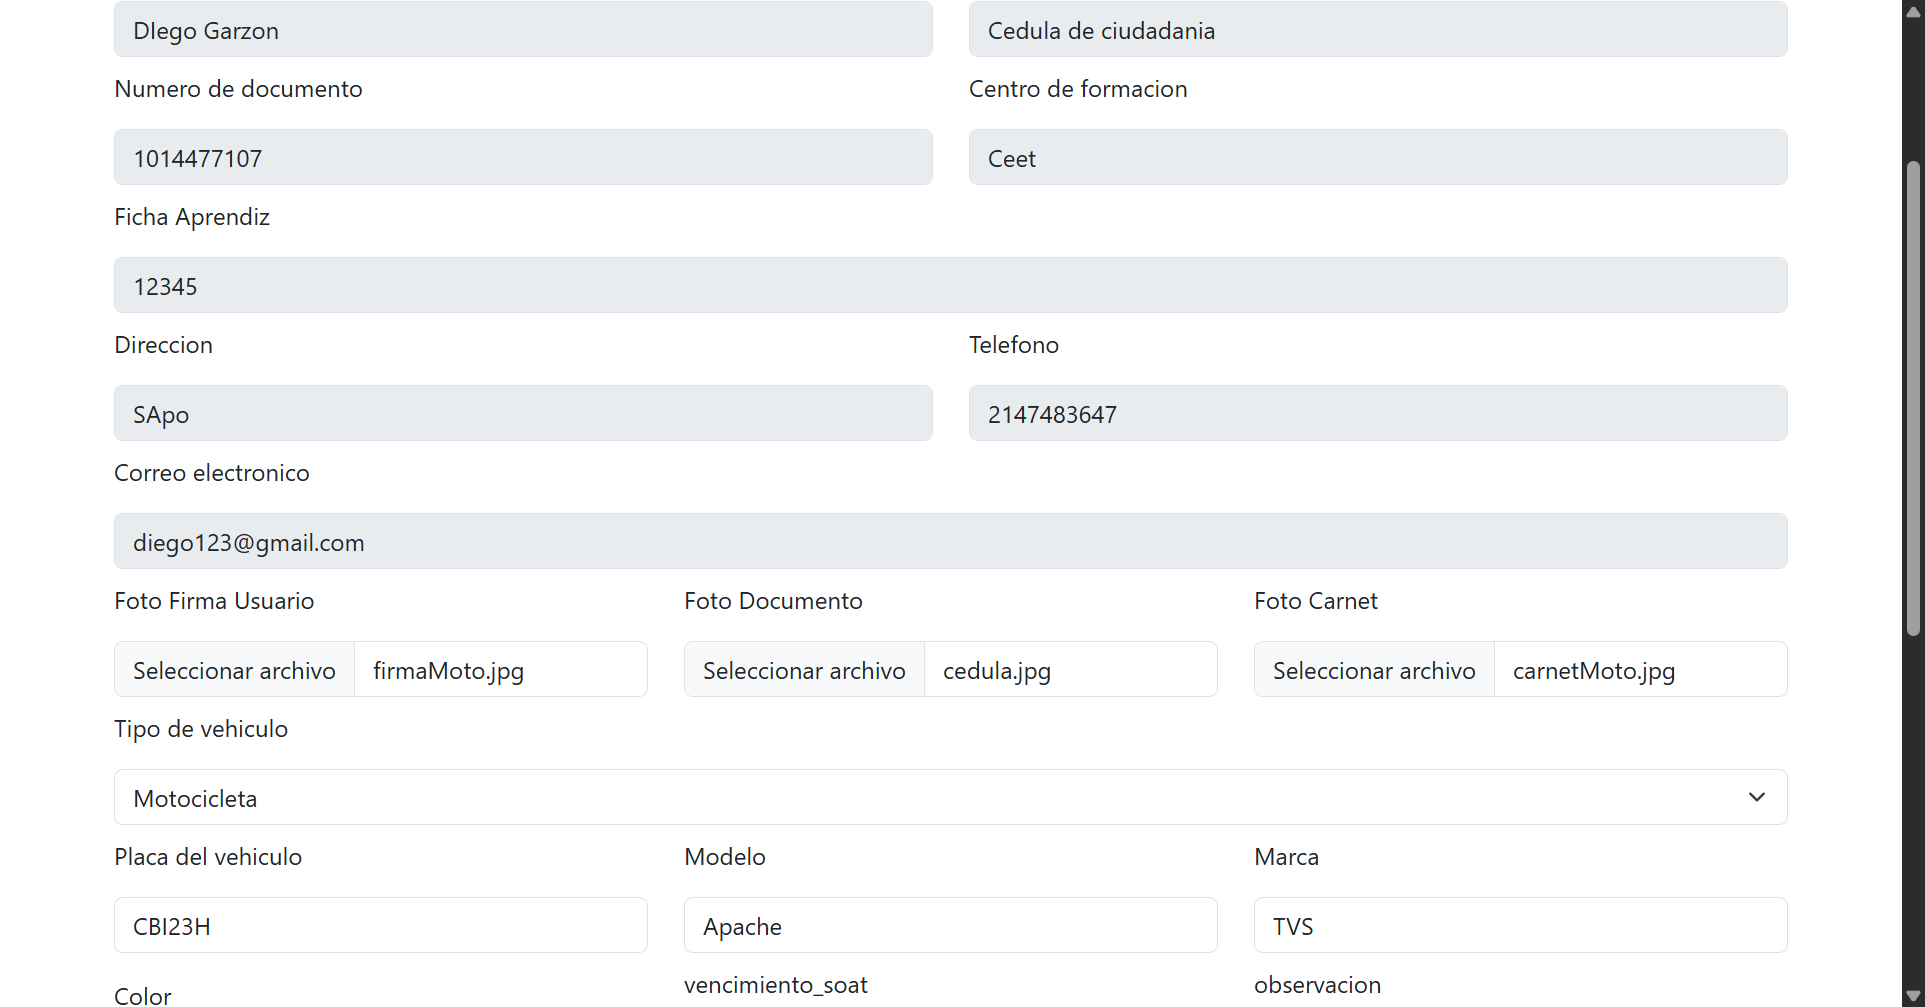 DIego Garzon Cedula de ciudadania
Numero de documento Centro de formacion
1014477107 Ceet
Ficha Aprendiz
12345
Direccion Telefono
SApo 2147483647
Correo electronico
diego123@gmail.com
Foto Firma Usuario Foto Documento Foto Carnet
Seleccionar archivo firmaMoto.jpg Seleccionar archivo cedula.jpg Seleccionar archivo carnetMoto.jpg
Tipo de vehiculo
Motocicleta
Placa del vehiculo Modelo Marca
CBI23H Apache TVS
Color vencimiento_soat observacion